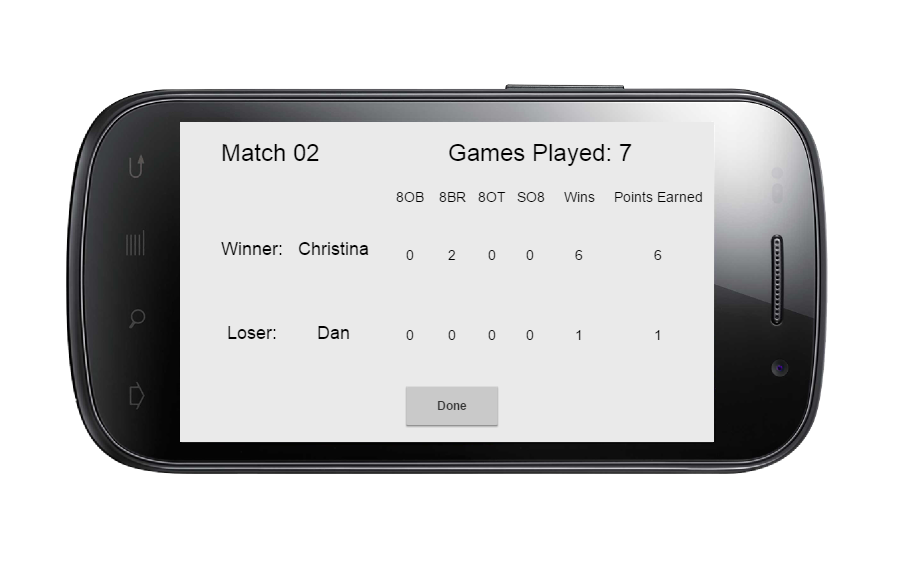 Match 02 Games Played: 7
8OB 8BR 8OT SO8 Wins Points Earned
Winner: Christina 0 2 0 0 6 6
Loser: Dan 0 0 0 0 1 1
Done